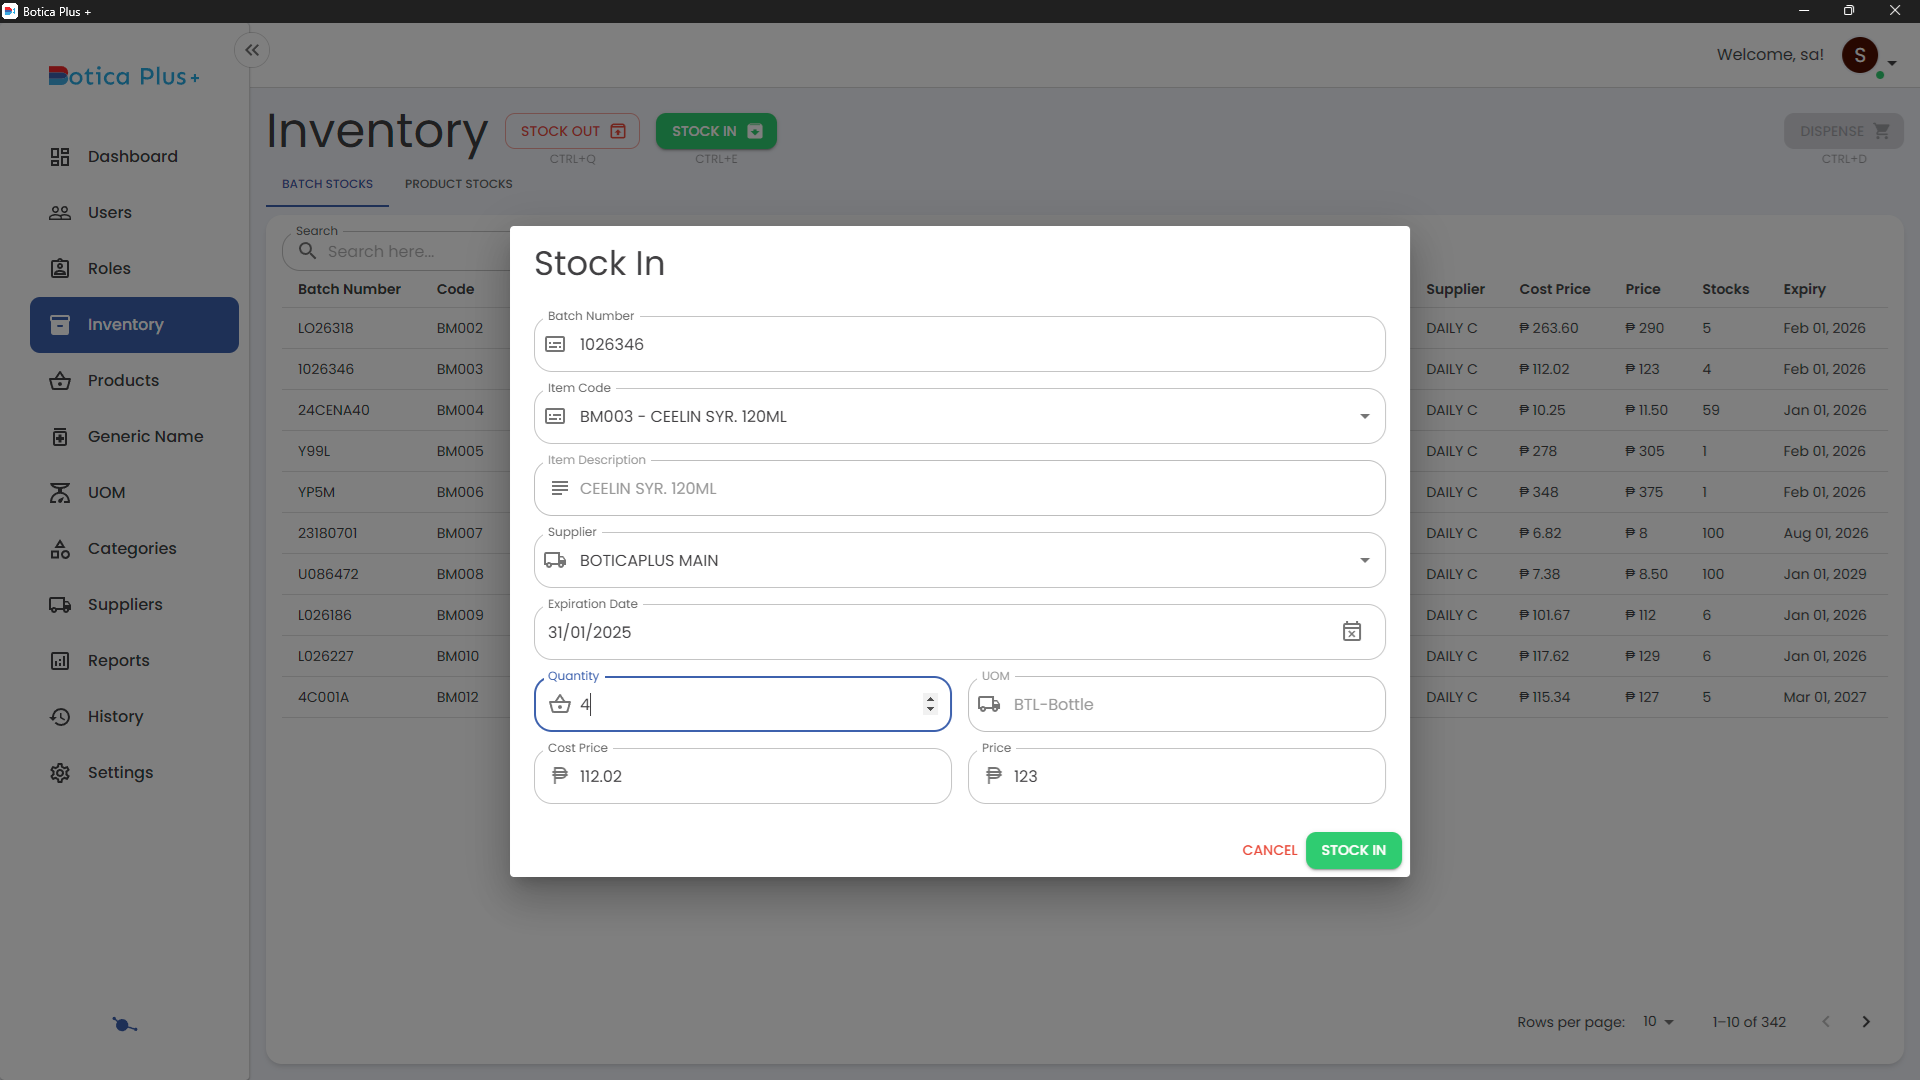 Botica Plus +
Botica Plus+
Welcome, sa!
S
Dashboard
Users
Roles
Inventory
Products
Generic Name
UOM
Categories
Suppliers
Reports
History
Settings
Inventory
STOCK OUT
CTRL+Q
STOCK IN
CTRL+E
DISPENSE
CTRL+D
BATCH STOCKS
PRODUCT STOCKS
Search
Search here...
Batch Number Code Supplier Cost Price Price Stocks Expiry
LO26318 BM002 DAILY C ₱ 263.60 ₱ 290 5 Feb 01, 2026
1026346 BM003 DAILY C ₱ 112.02 ₱ 123 4 Feb 01, 2026
24CENA40 BM004 DAILY C ₱ 10.25 ₱ 11.50 59 Jan 01, 2026
Y99L BM005 DAILY C ₱ 278 ₱ 305 1 Feb 01, 2026
YP5M BM006 DAILY C ₱ 348 ₱ 375 1 Feb 01, 2026
23180701 BM007 DAILY C ₱ 6.82 ₱ 8 100 Aug 01, 2026
U086472 BM008 DAILY C ₱ 7.38 ₱ 8.50 100 Jan 01, 2029
L026186 BM009 DAILY C ₱ 101.67 ₱ 112 6 Jan 01, 2026
L026227 BM010 DAILY C ₱ 117.62 ₱ 129 6 Jan 01, 2026
4C001A BM012 DAILY C ₱ 115.34 ₱ 127 5 Mar 01, 2027
Stock In
Batch Number
1026346
Item Code
BM003 - CEELIN SYR. 120ML
Item Description
CEELIN SYR. 120ML
Supplier
BOTICAPLUS MAIN
Expiration Date
31/01/2025
Quantity
4
UOM
BTL-Bottle
Cost Price
₱ 112.02
Price
₱ 123
CANCEL
STOCK IN
Rows per page: 10 1–10 of 342